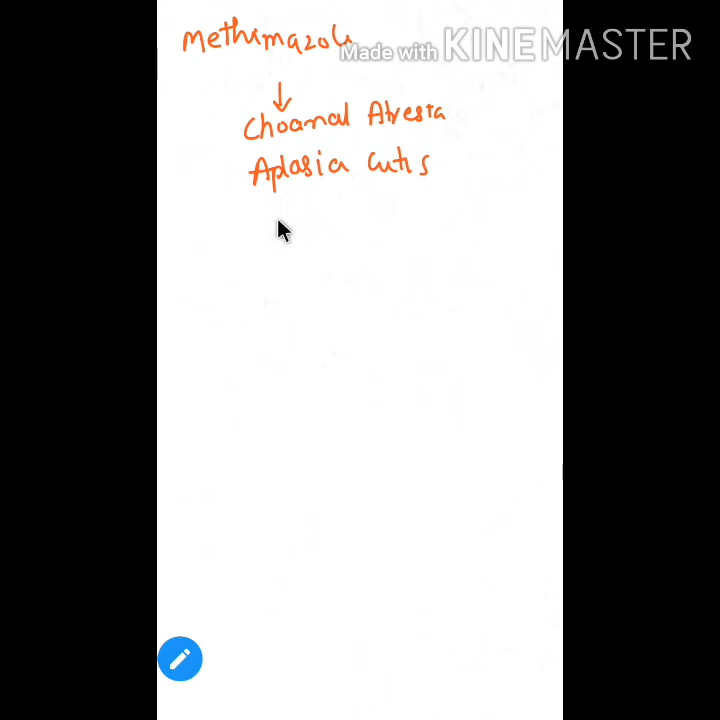 Methimazole
Made with KINEMASTER
↓
Choanal Atresia
Aplasia Cutis